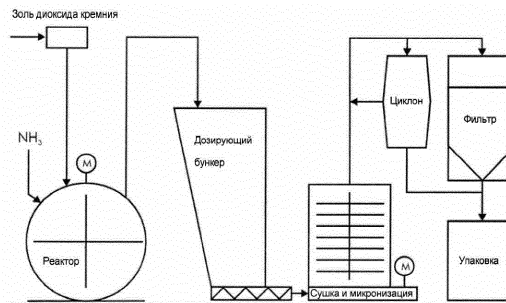 Золь диоксида кремния
NH3
М
Реактор
Дозирующий
бункер
Циклон
Фильтр
М
Сушка и микронизация
Упаковка